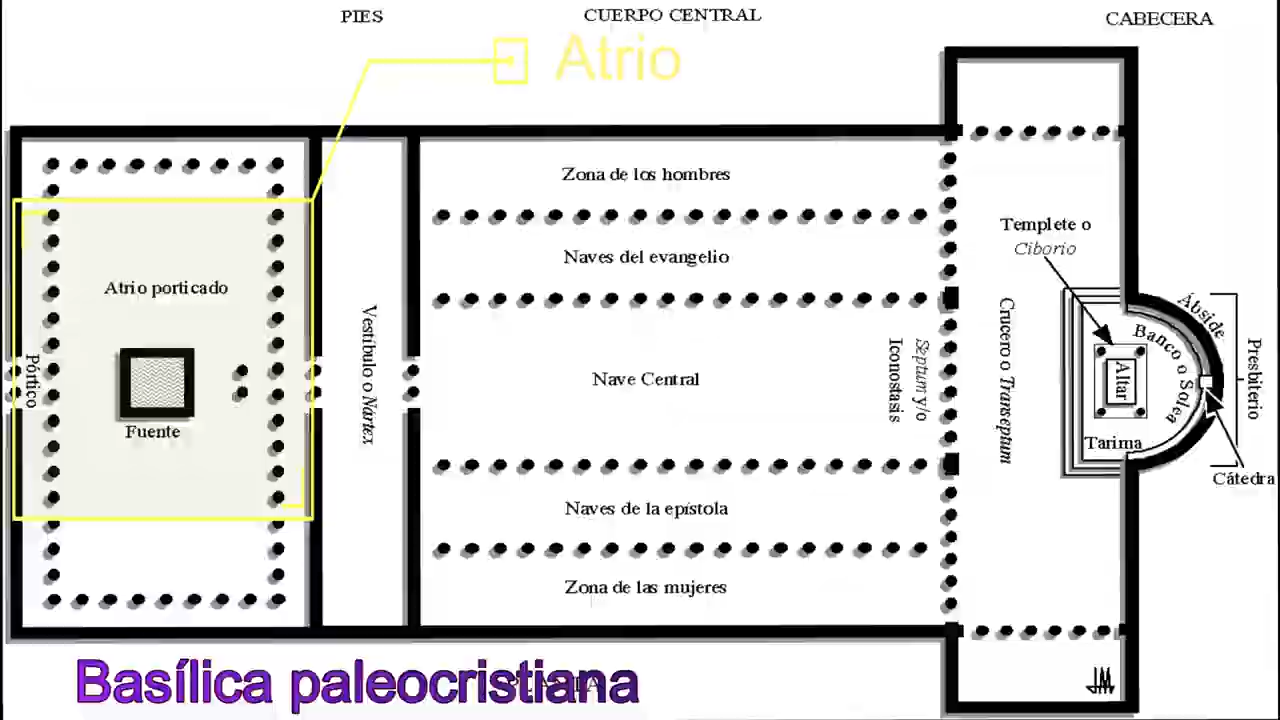 PIES
CUERPO CENTRAL
CABECERA
Atrio
Zona de los hombres
Templete o
Ciborio
Naves del evangelio
Atrio porticado
Vestíbulo o Nártex
Pórtico
Fuente
Nave Central
Septum y/o
Iconostasis
Crucero o Transeptum
Ábside
Banco o Solea
Altar
Presbiterio
Tarima
Cátedra
Naves de la epístola
Zona de las mujeres
Basílica paleocristiana